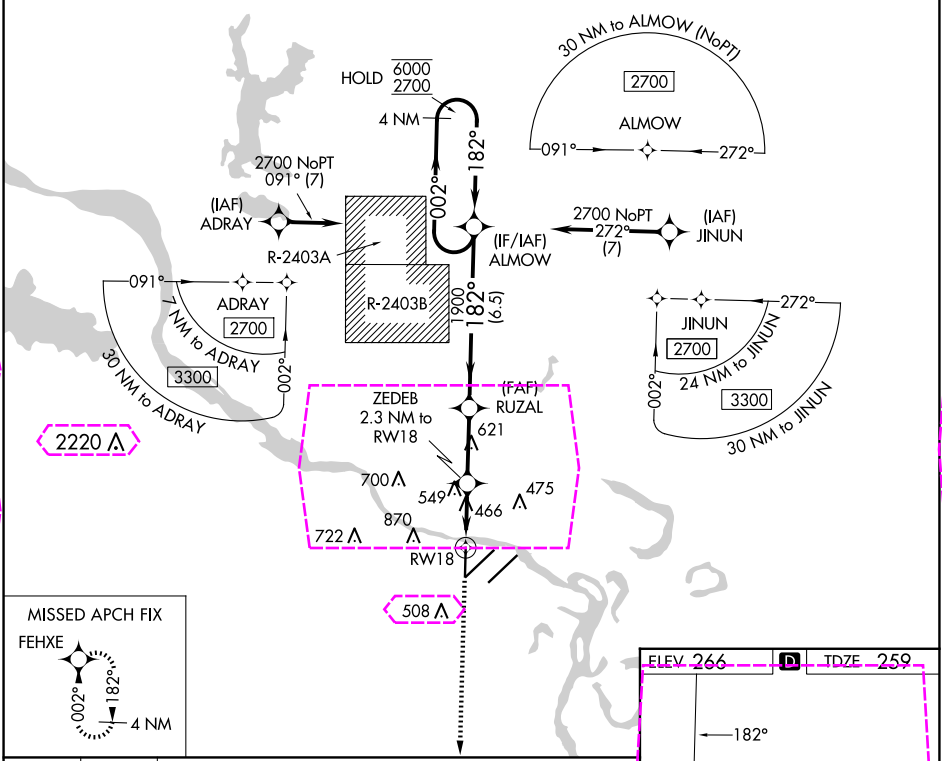 30 NM to ALMOW (NoPT)
2700
ALMOW
091°
272°
HOLD
6000
2700
4 NM
182°
002°
2700 NoPT
091° (7)
(IAF)
ADRAY
R-2403A
R-2403B
(IF/IAF)
ALMOW
2700 NoPT
272°
(7)
(IAF)
JINUN
1900
182°
(6.5)
091°
ADRAY
2700
7 NM to ADRAY
3300
30 NM to ADRAY
002°
272°
JINUN
2700
24 NM to JINUN
3300
30 NM to JINUN
002°
2220
ZEDEB
2.3 NM to
RW18
(FAF)
RUZAL
621
700
549
466
475
722
870
RW18
508
MISSED APCH FIX
FEHXE
002°
182°
4 NM
ELEV 266
D
TDZE 259
182°